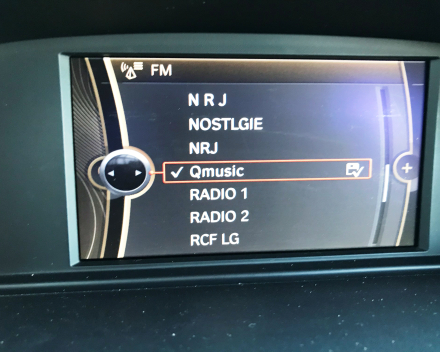 FM
N R J
NOSTLGIE
NRJ
Qmusic
RADIO 1
RADIO 2
RCF LG